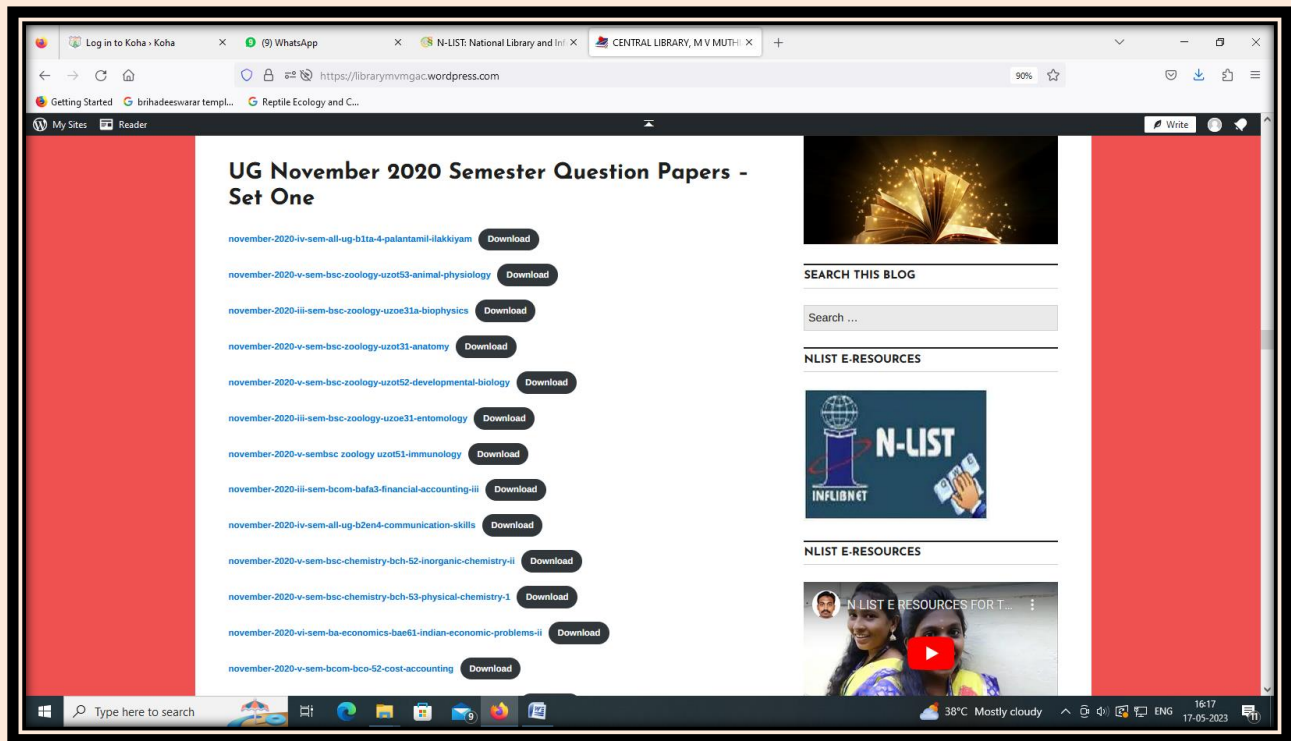 Log in to Koha › Koha
(9) WhatsApp
N-LIST: National Library and Inf
CENTRAL LIBRARY, M V MUTH
https://librarymvmgac.wordpress.com
90%
Getting Started
brihadeeswarar templ...
Reptile Ecology and C...
My Sites
Reader
Write
UG November 2020 Semester Question Papers –
Set One
november-2020-iv-sem-all-ug-b1ta-4-palantamil-ilakkiyam Download
november-2020-v-sem-bsc-zoology-uzot53-animal-physiology Download
november-2020-iii-sem-bsc-zoology-uzoe31a-biophysics Download
november-2020-v-sem-bsc-zoology-uzot31-anatomy Download
november-2020-v-sem-bsc-zoology-uzot52-developmental-biology Download
november-2020-iii-sem-bsc-zoology-uzoe31-entomology Download
november-2020-v-sembsc zoology uzot51-immunology Download
november-2020-iii-sem-bcom-bafa3-financial-accounting-iii Download
november-2020-iv-sem-all-ug-b2en4-communication-skills Download
november-2020-v-sem-bsc-chemistry-bch-52-inorganic-chemistry-ii Download
november-2020-v-sem-bsc-chemistry-bch-53-physical-chemistry-1 Download
november-2020-vi-sem-ba-economics-bae61-indian-economic-problems-ii Download
november-2020-v-sem-bcom-bco-52-cost-accounting Download
SEARCH THIS BLOG
Search …
NLIST E-RESOURCES
N-LIST
INFLIBNET
NLIST E-RESOURCES
N LIST E RESOURCES FOR T...
Type here to search
9
38°C Mostly cloudy
ENG
16:17
17-05-2023
11